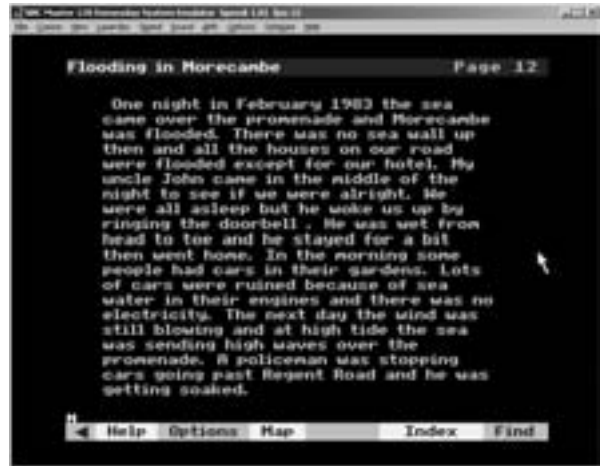 Flooding in Morecambe Page 12
One night in February 1983 the sea
came over the promenade and Morecambe
was flooded. There was no sea wall up
then and all the houses on our road
were flooded except for our hotel. My
uncle John came in the middle of the
night to see if we were alright. We
were all asleep but he woke us up by
ringing the doorbell . He was wet from
head to toe and he stayed for a bit
then went home. In the morning some
people had cars in their gardens. Lots
of cars were ruined because of sea
water in their engines and there was no
electricity. The next day the wind was
still blowing and at high tide the sea
was sending high waves over the
promenade. A policeman was stopping
cars going past Regent Road and he was
getting soaked.
Help Options Map Index Find